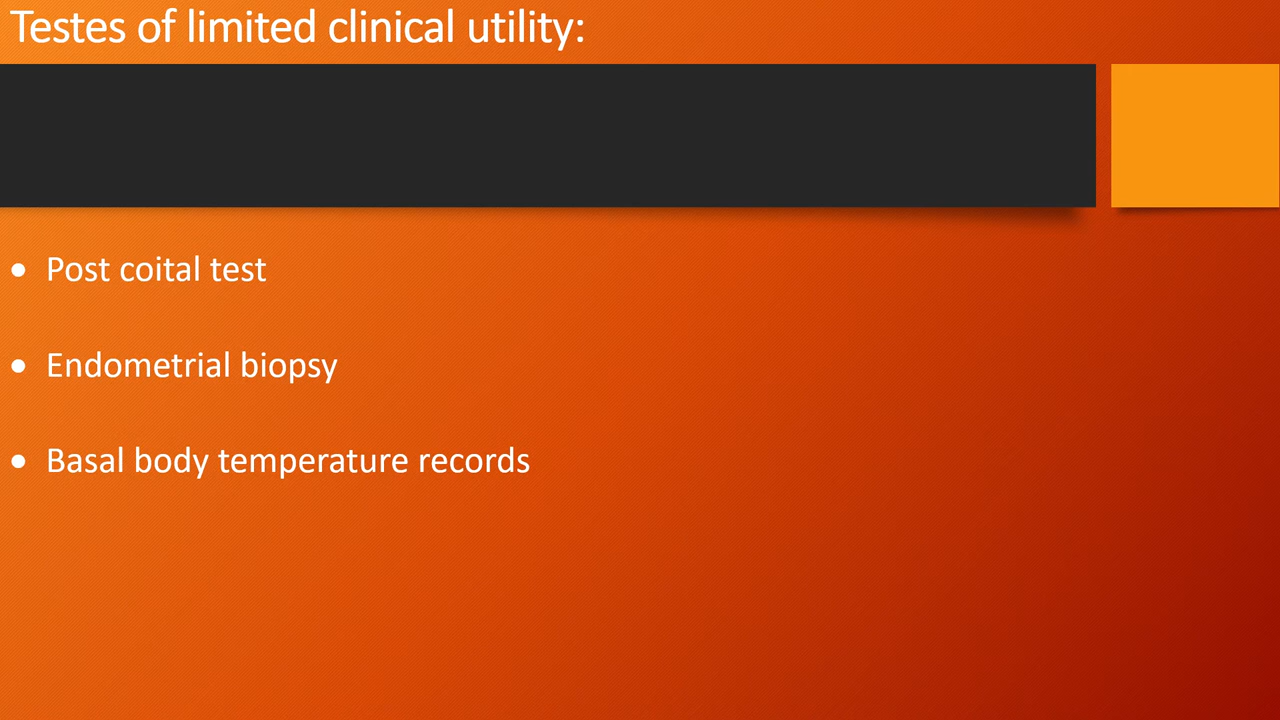 Testes of limited clinical utility:
• Post coital test
• Endometrial biopsy
• Basal body temperature records